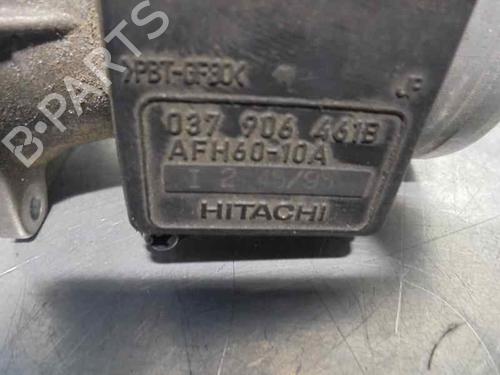 >PBT-GF30<
JP
037 906 461B
AFH60-10A
HITACHI
B-PARTS